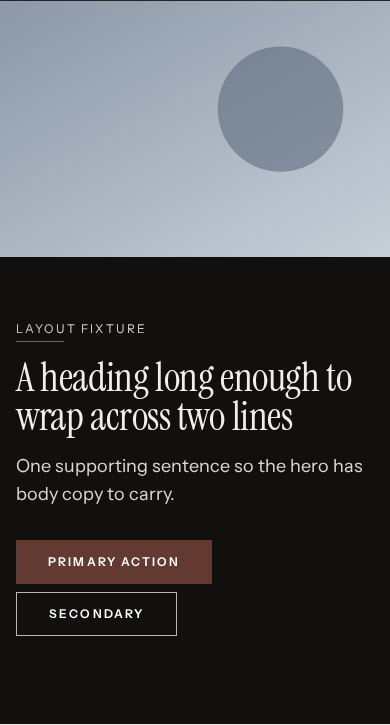 LAYOUT FIXTURE
A heading long enough to
wrap across two lines
One supporting sentence so the hero has
body copy to carry.
PRIMARY ACTION
SECONDARY